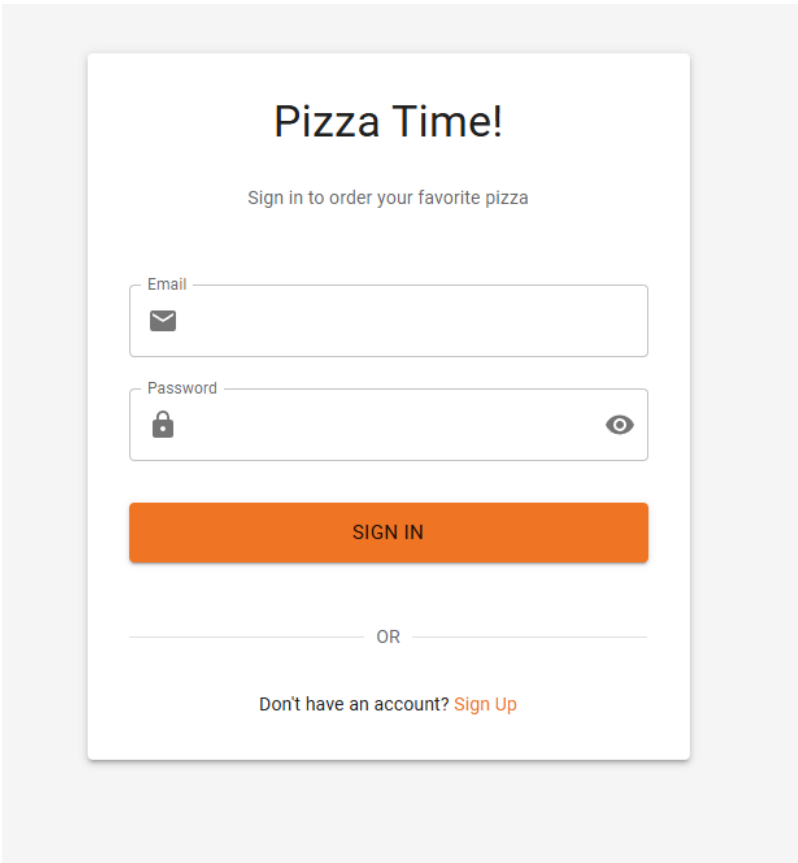 Pizza Time!
Sign in to order your favorite pizza
Email
Password
SIGN IN
OR
Don't have an account? Sign Up